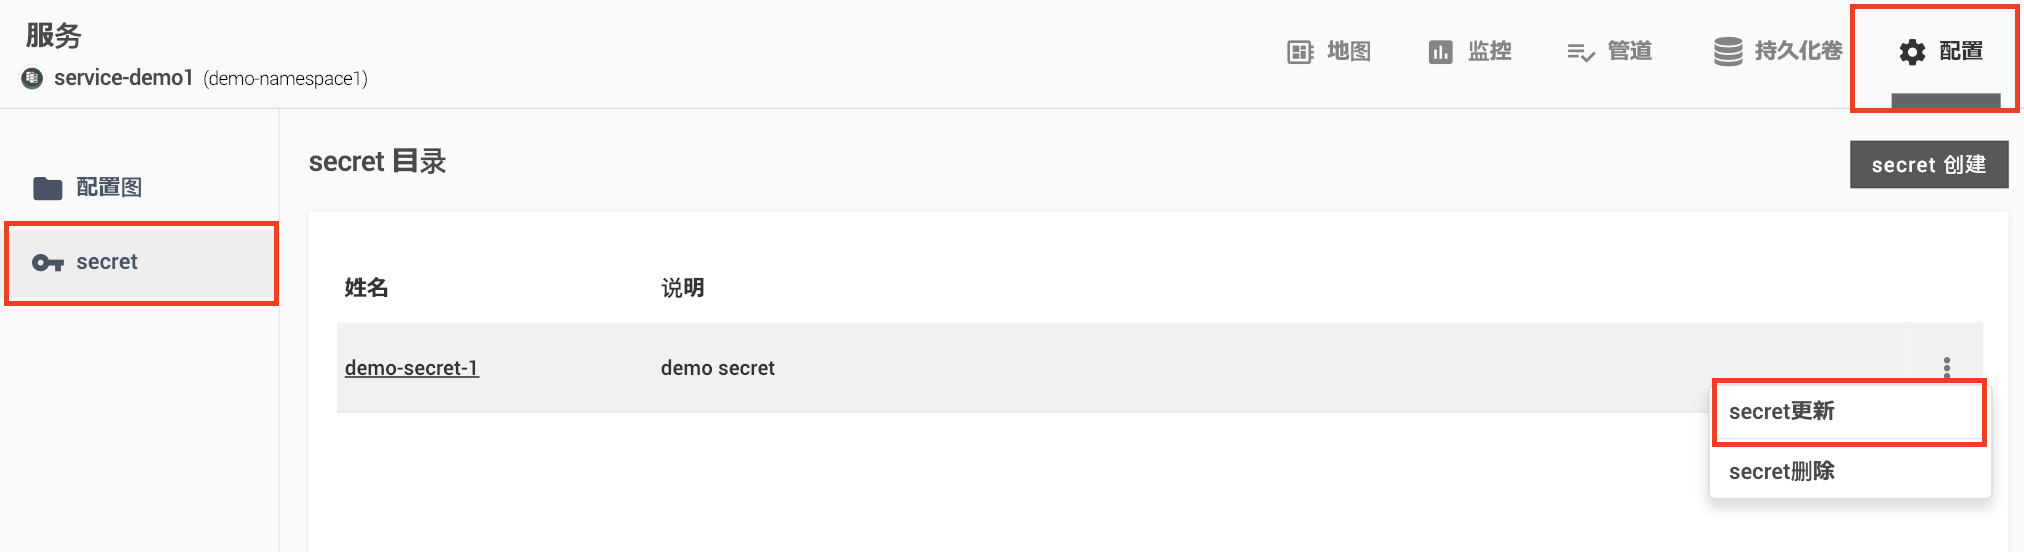 服务
service-demo1 (demo-namespace1)
地图 监控 管道 持久化卷 配置
配置图
secret
secret 目录
secret 创建
姓名 说明
demo-secret-1 demo secret
secret更新
secret删除